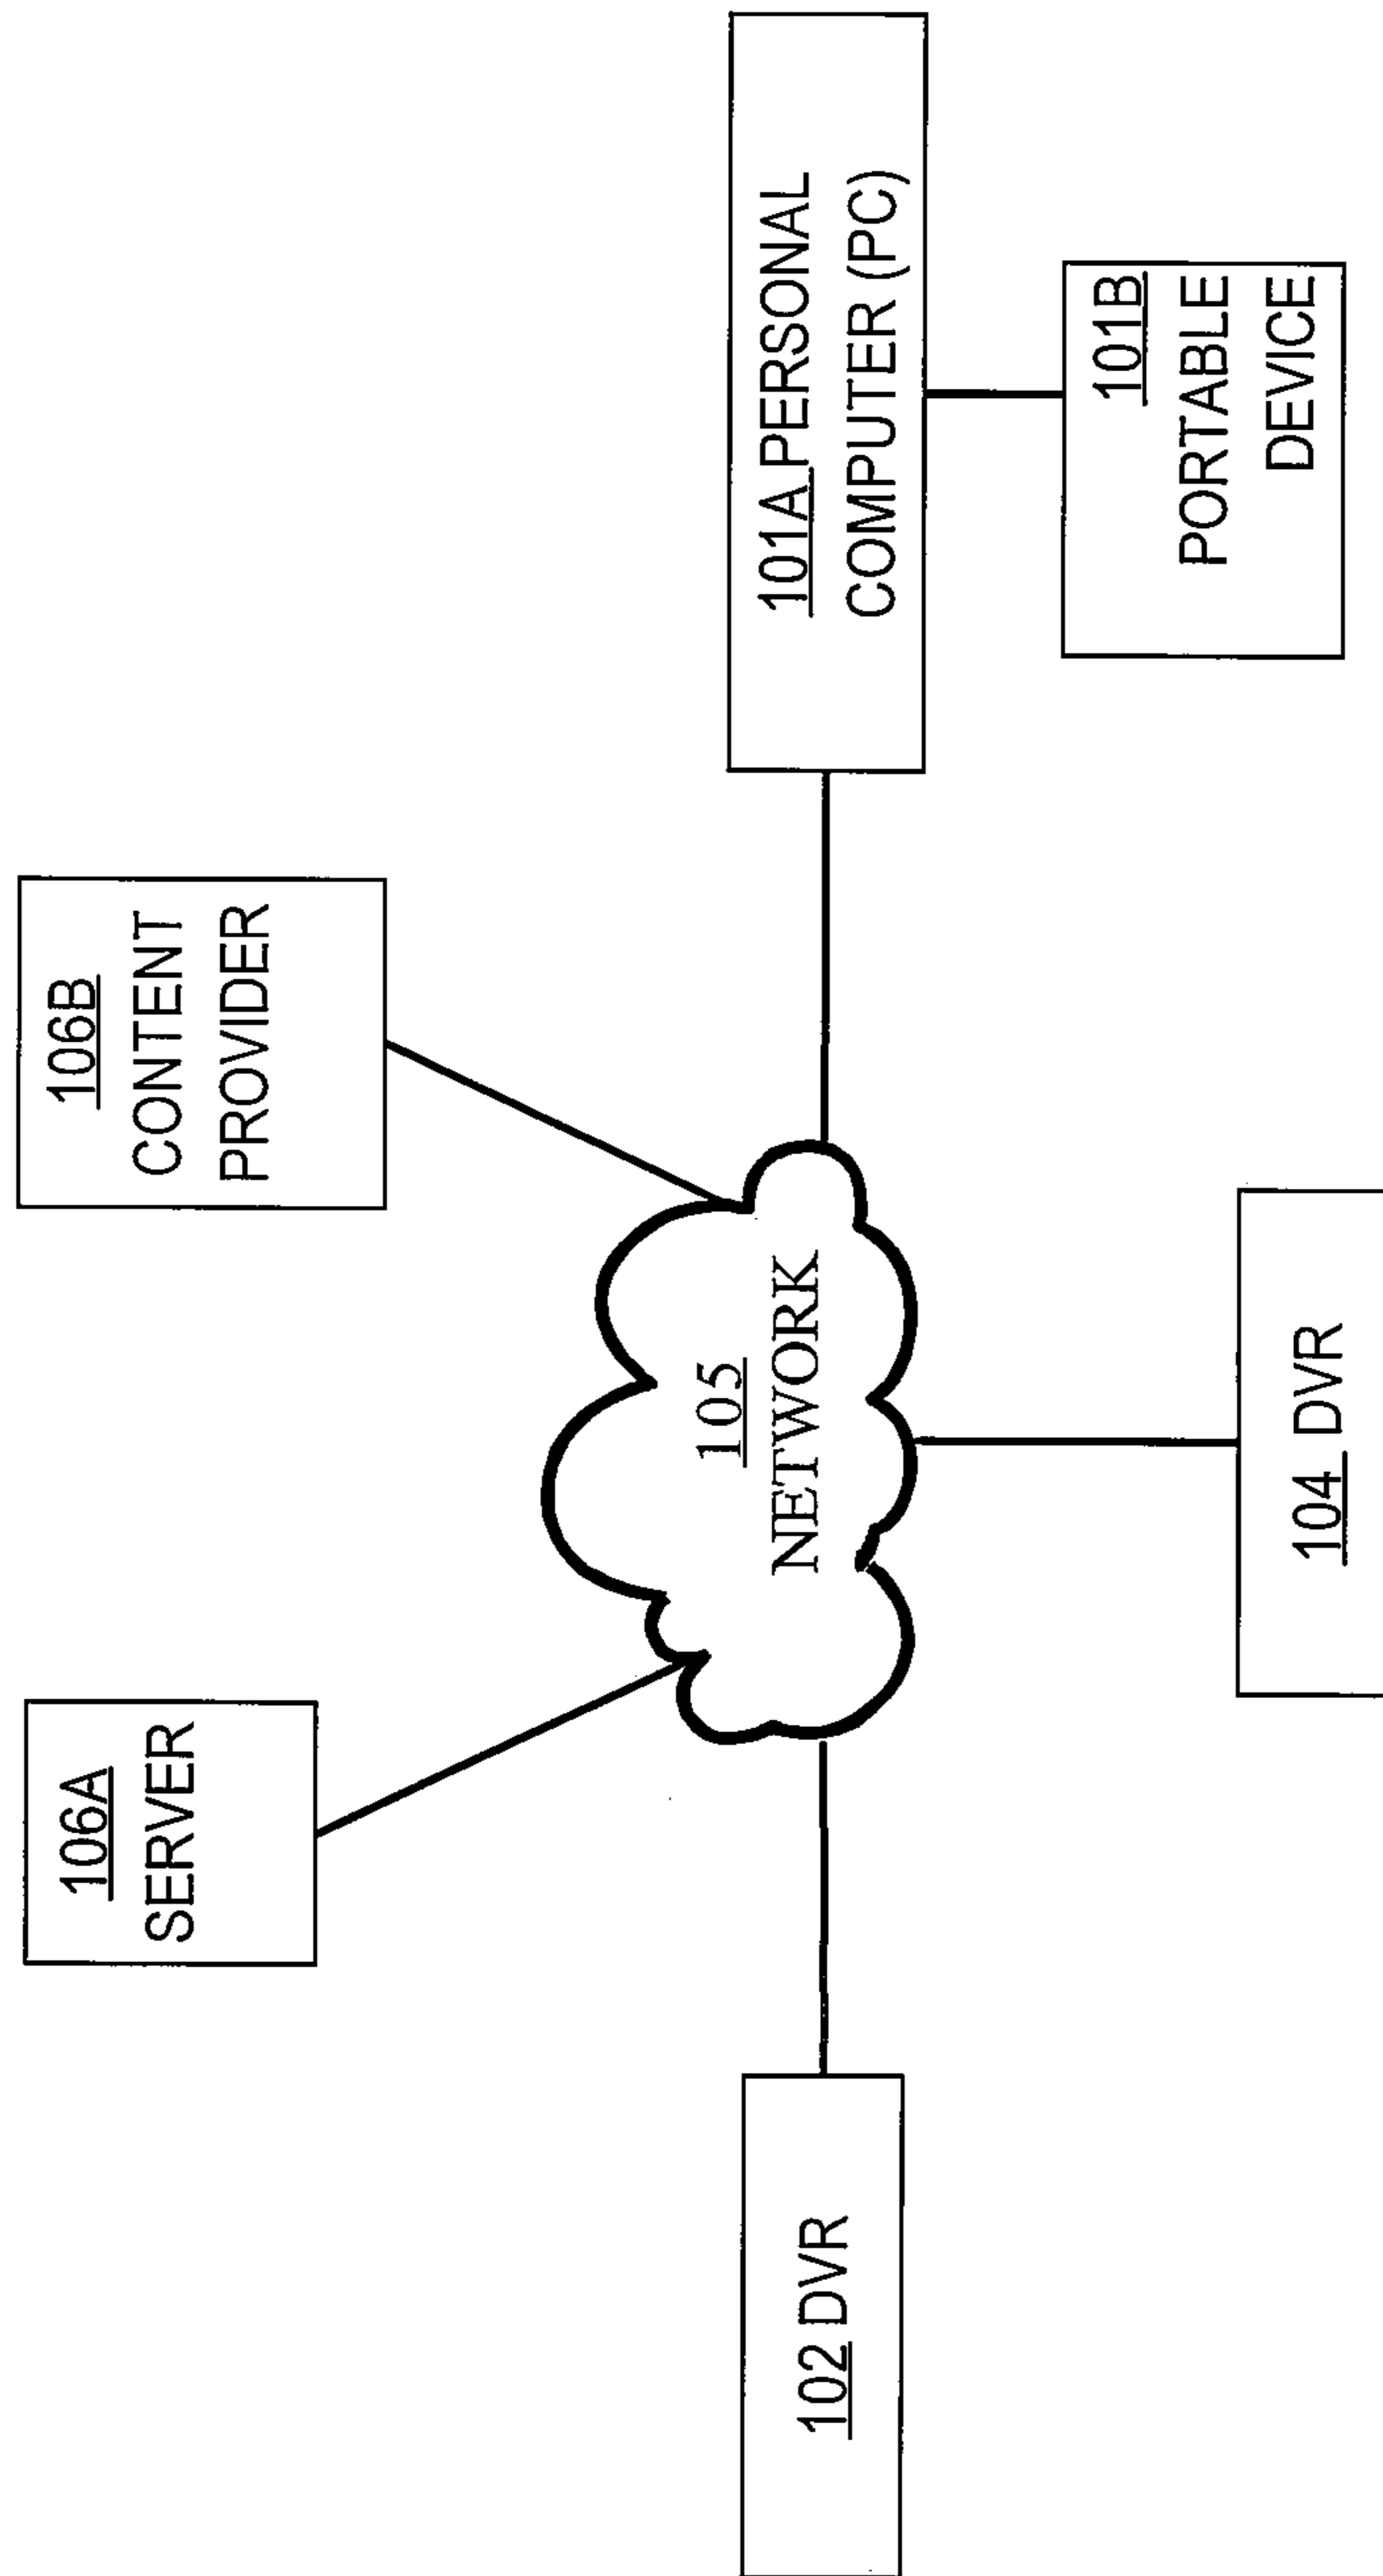 106A
SERVER
106B
CONTENT
PROVIDER
105
NETWORK
102 DVR
104 DVR
101A PERSONAL
COMPUTER (PC)
101B
PORTABLE
DEVICE